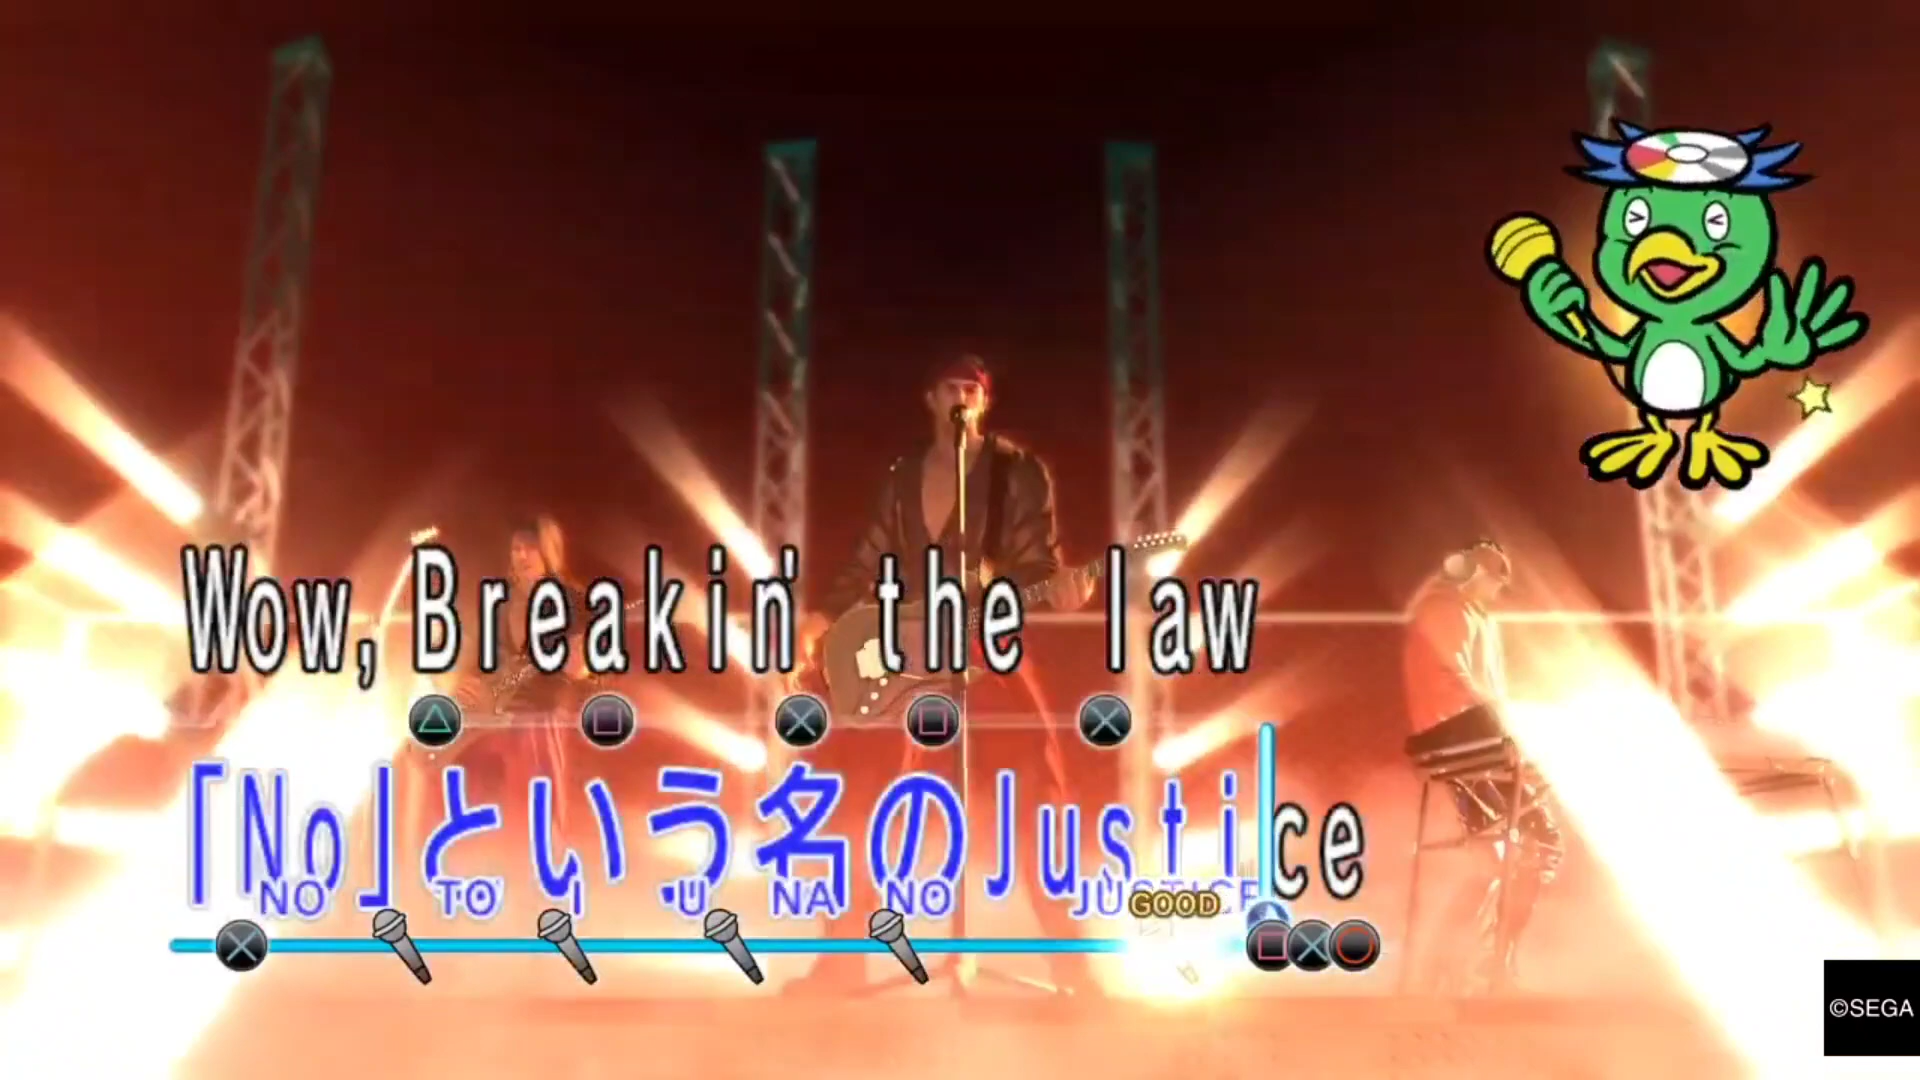 Wow, Breakin' the law
「No」という名のJustice
NO TO I U NA NO JUSTICE
GOOD
©SEGA